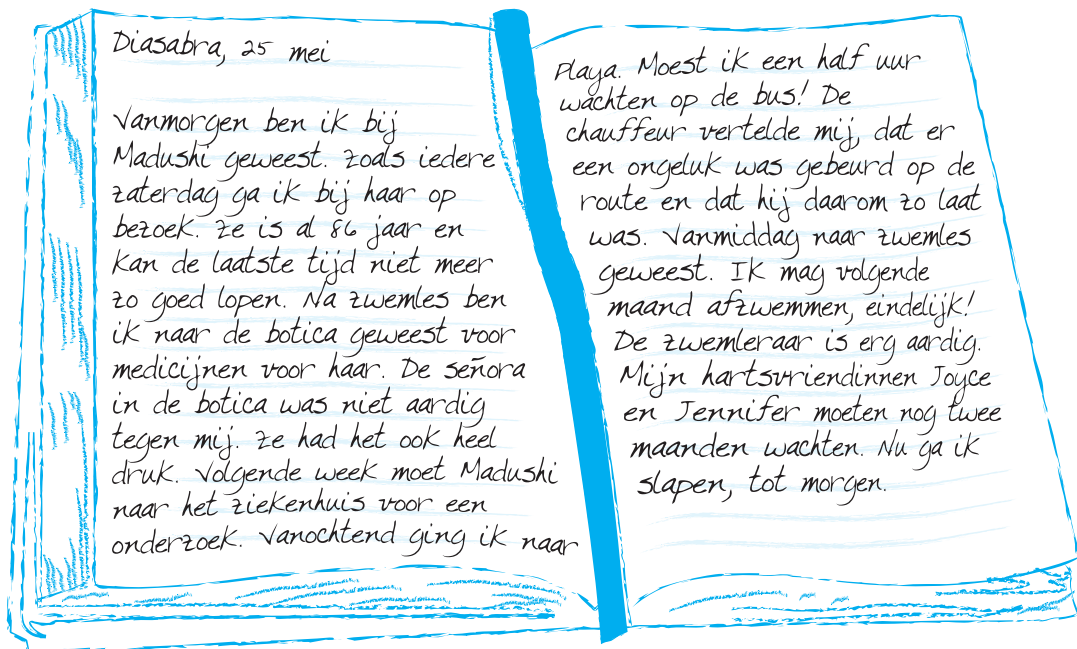 Diasabra, 25 mei
Vanmorgen ben ik bij
Madushi geweest. Zoals iedere
zaterdag ga ik bij haar op
bezoek. Ze is al 86 jaar en
kan de laatste tijd niet meer
zo goed lopen. Na zwemles ben
ik naar de botica geweest voor
medicijnen voor haar. De señora
in de botica was niet aardig
tegen mij. Ze had het ook heel
druk. Volgende week moet Madushi
naar het ziekenhuis voor een
onderzoek. Vanochtend ging ik naar
Playa. Moest ik een half uur
wachten op de bus! De
chauffeur vertelde mij, dat er
een ongeluk was gebeurd op de
route en dat hij daarom zo laat
was. Vanmiddag naar zwemles
geweest. Ik mag volgende
maand afzwemmen, eindelijk!
De zwemleraar is erg aardig.
Mijn hartsvriendinnen Joyce
en Jennifer moeten nog twee
maanden wachten. Nu ga ik
slapen, tot morgen.